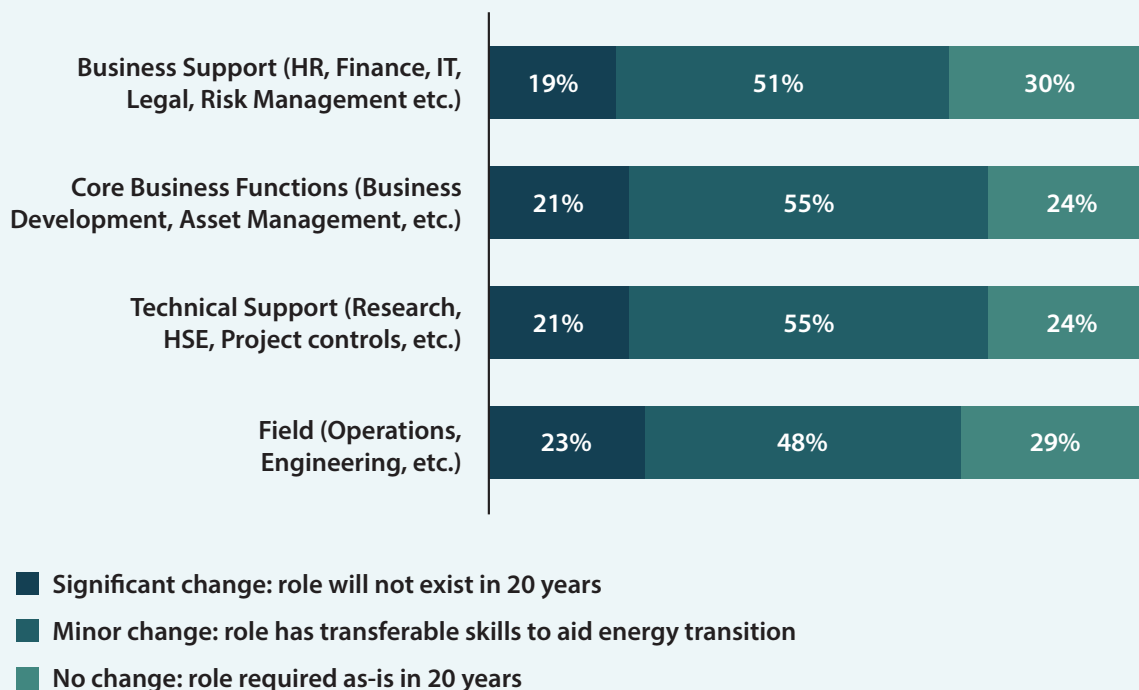 Business Support (HR, Finance, IT,
Legal, Risk Management etc.)
19% 51% 30%
Core Business Functions (Business
Development, Asset Management, etc.)
21% 55% 24%
Technical Support (Research,
HSE, Project controls, etc.)
21% 55% 24%
Field (Operations,
Engineering, etc.)
23% 48% 29%
Significant change: role will not exist in 20 years
Minor change: role has transferable skills to aid energy transition
No change: role required as-is in 20 years